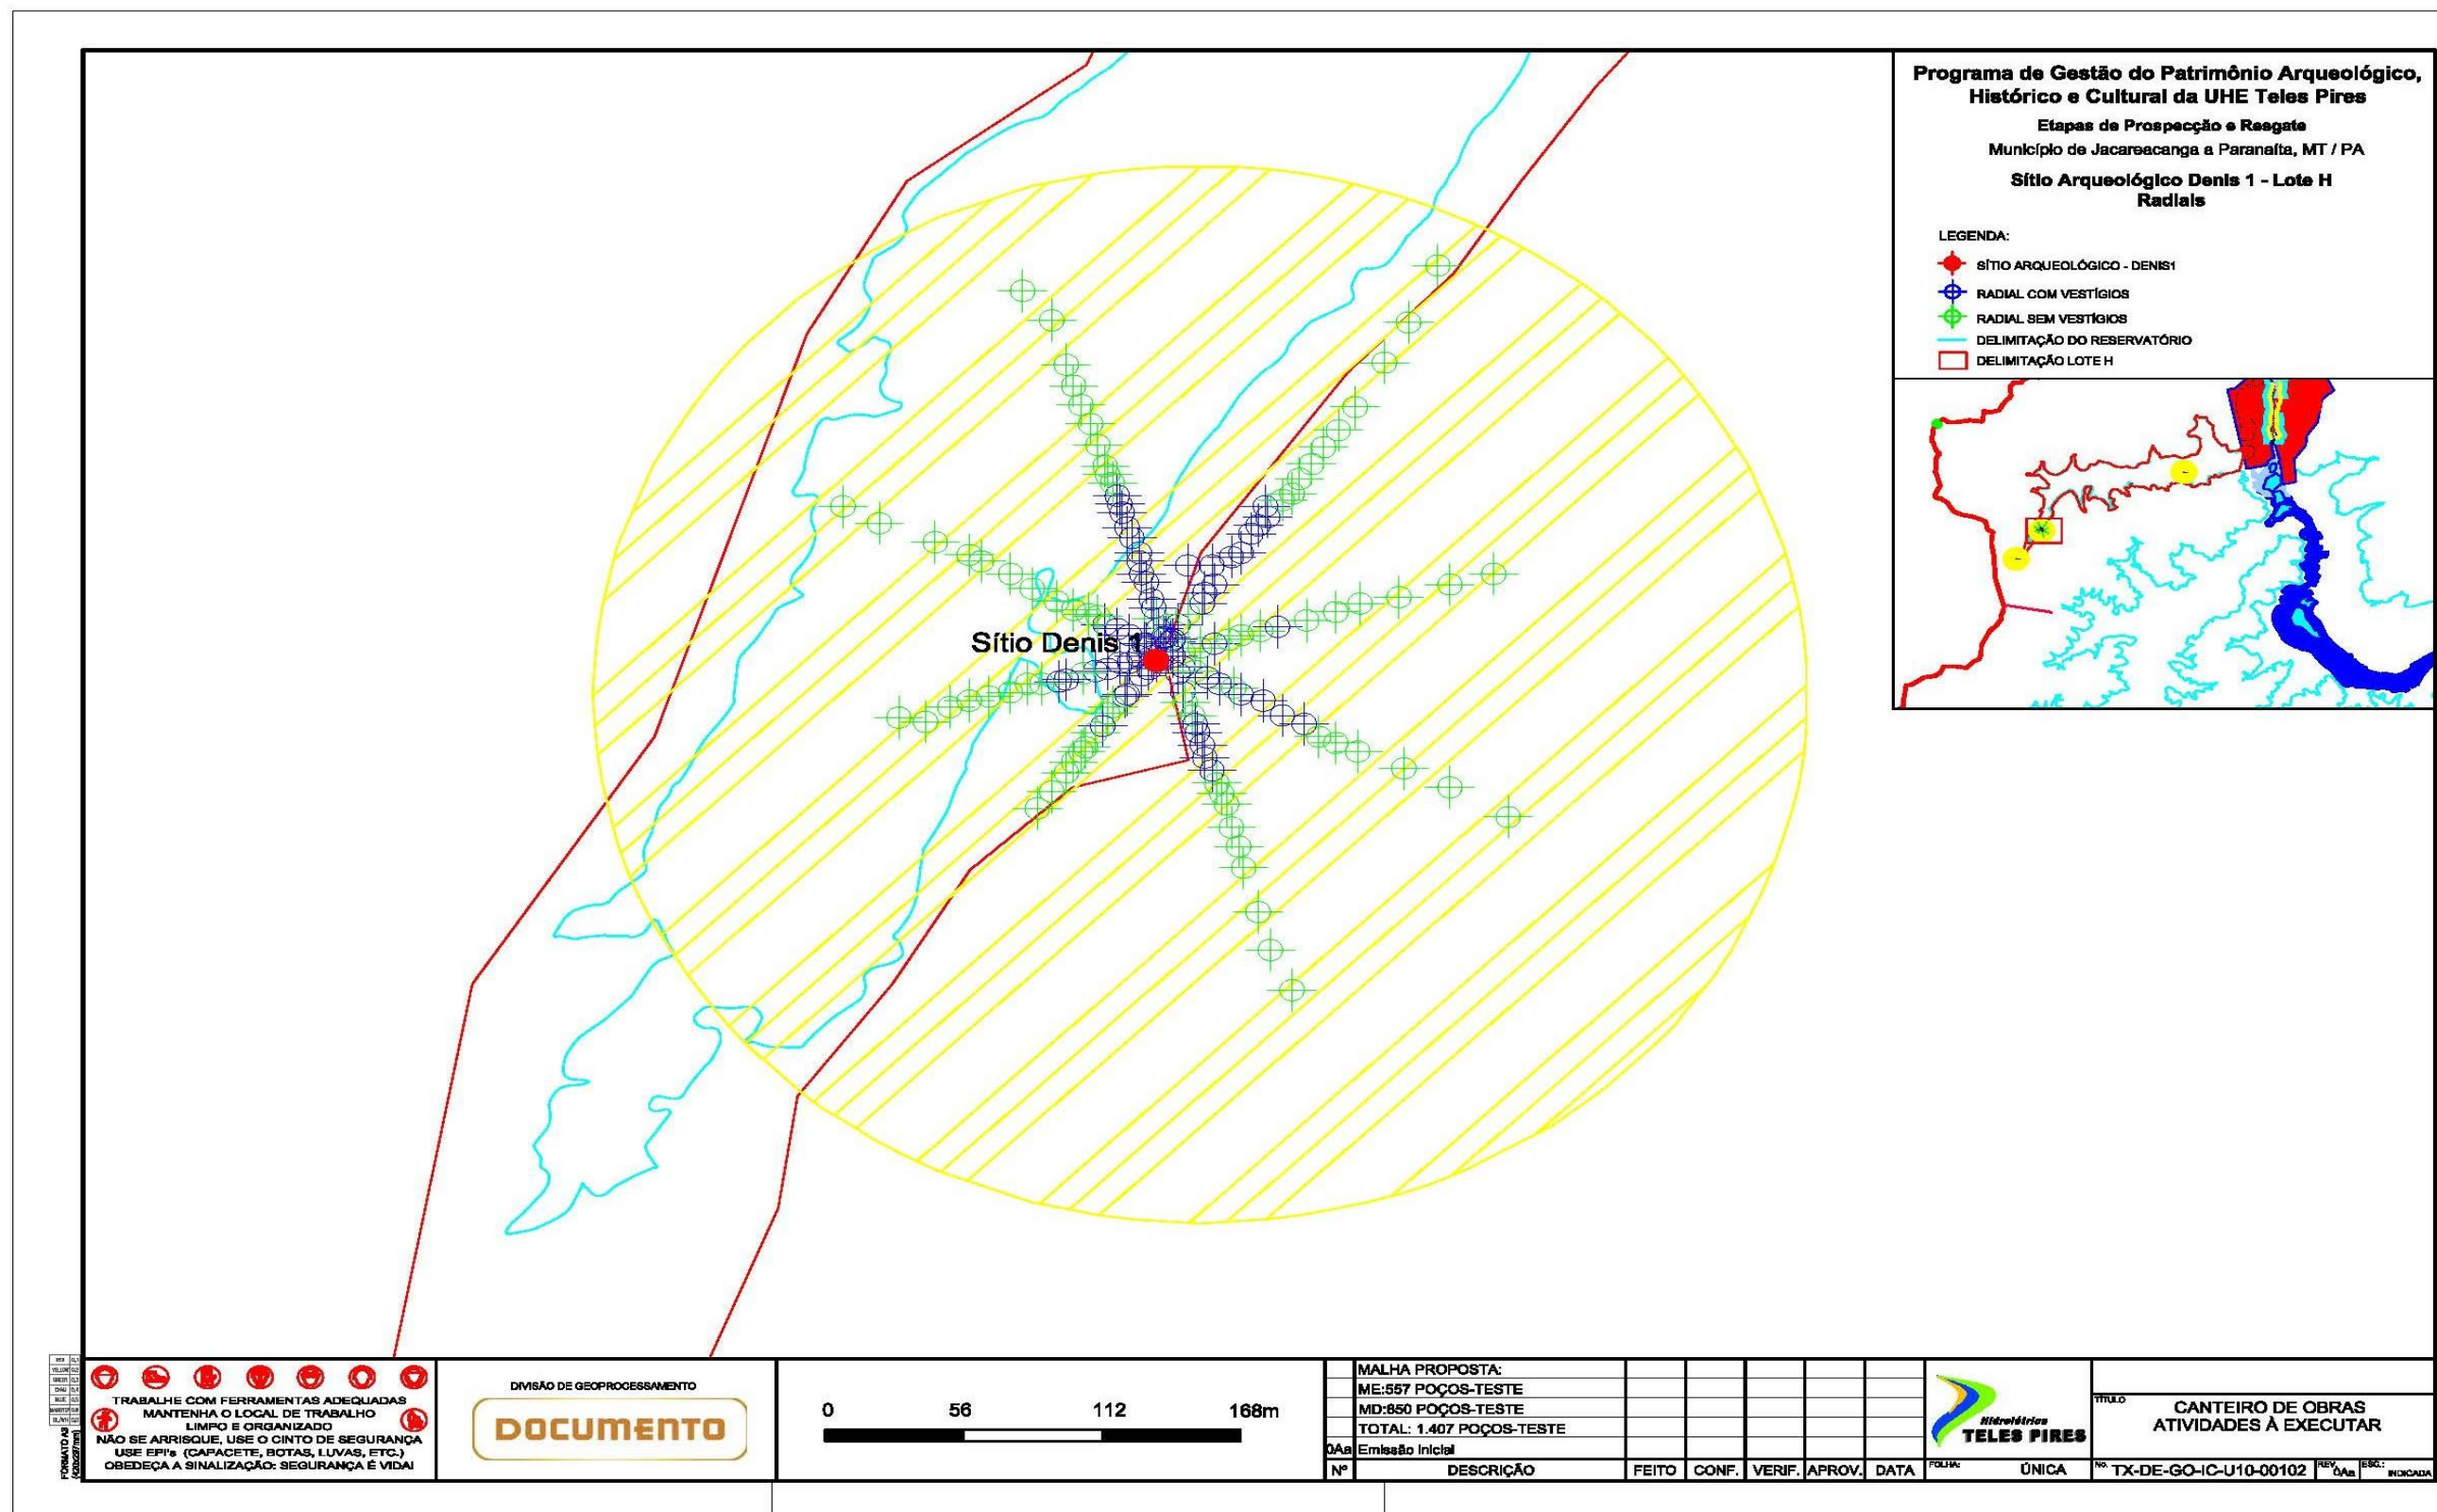 Programa de Gestão do Patrimônio Arqueológico,
Histórico e Cultural da UHE Teles Pires
Etapas de Prospecção e Resgate
Município de Jacareacanga a Paranaíta, MT / PA
Sítio Arqueológico Denis 1 - Lote H
Radiais
LEGENDA:
SÍTIO ARQUEOLÓGICO - DENIS1
RADIAL COM VESTÍGIOS
RADIAL SEM VESTÍGIOS
DELIMITAÇÃO DO RESERVATÓRIO
DELIMITAÇÃO LOTE H
Sítio Denis 1
FORMATO A3
(420x297mm)
TRABALHE COM FERRAMENTAS ADEQUADAS
MANTENHA O LOCAL DE TRABALHO
LIMPO E ORGANIZADO
NÃO SE ARRISQUE, USE O CINTO DE SEGURANÇA
USE EPI's (CAPACETE, BOTAS, LUVAS, ETC.)
OBEDEÇA A SINALIZAÇÃO: SEGURANÇA É VIDA!
DIVISÃO DE GEOPROCESSAMENTO
DOCUMENTO
0 56 112 168m
MALHA PROPOSTA:
ME:557 POÇOS-TESTE
MD:850 POÇOS-TESTE
TOTAL: 1.407 POÇOS-TESTE
0Aa Emissão Inicial
Nº DESCRIÇÃO FEITO CONF. VERIF. APROV. DATA
Hidrelétrica
TELES PIRES
FOLHA: ÚNICA
TÍTULO
CANTEIRO DE OBRAS
ATIVIDADES À EXECUTAR
No. TX-DE-GO-IC-U10-00102 REV. 0Aa ESC.: INDICADA